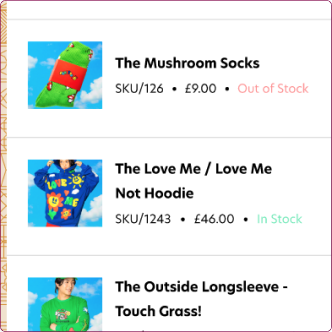 The Mushroom Socks
SKU/126 • £9.00 • Out of Stock
The Love Me / Love Me
Not Hoodie
SKU/1243 • £46.00 • In Stock
The Outside Longsleeve -
Touch Grass!